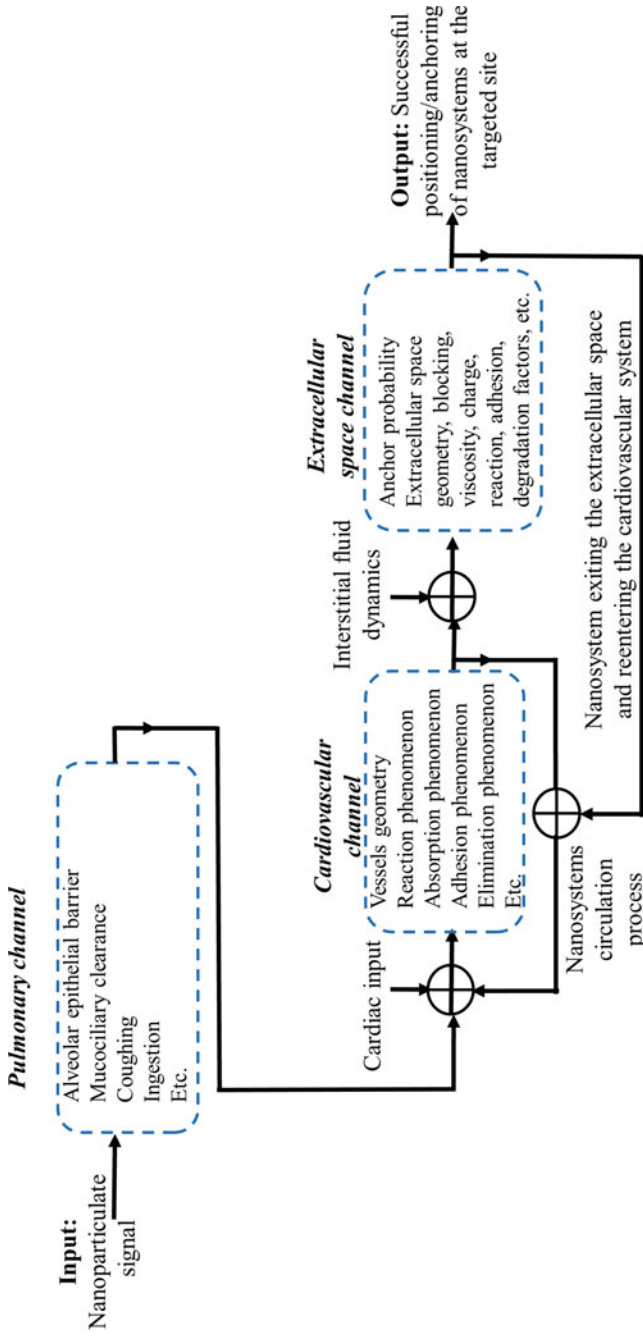 Pulmonary channel
Input:
Nanoparticulate
signal
Alveolar epithelial barrier
Mucociliary clearance
Coughing
Ingestion
Etc.
Cardiac input
Cardiovascular
channel
Vessels geometry
Reaction phenomenon
Absorption phenomenon
Adhesion phenomenon
Elimination phenomenon
Etc.
Nanosystems
circulation
process
Interstitial fluid
dynamics
Extracellular
space channel
Anchor probability
Extracellular space
geometry, blocking,
viscosity, charge,
reaction, adhesion,
degradation factors, etc.
Output: Successful
positioning/anchoring
of nanosystems at the
targeted site
Nanosystem exiting the extracellular space
and reentering the cardiovascular system